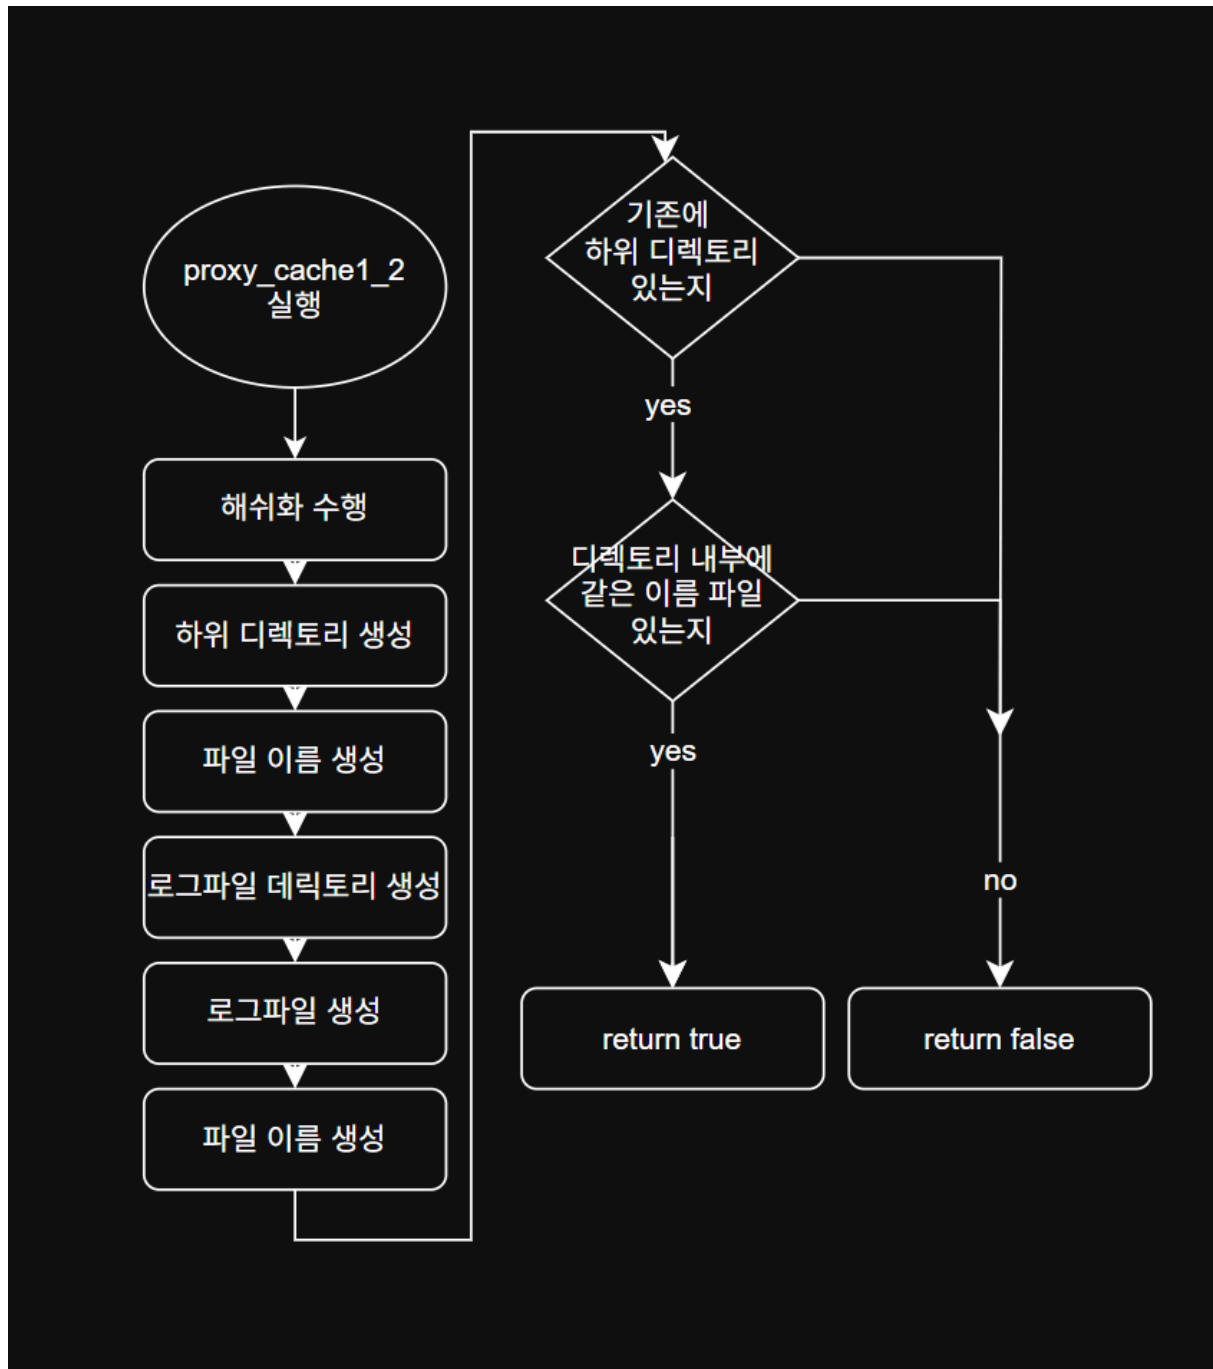 proxy_cache1_2
실행
해쉬화 수행
하위 디렉토리 생성
파일 이름 생성
로그파일 데릭토리 생성
로그파일 생성
파일 이름 생성
기존에
하위 디렉토리
있는지
yes
디렉토리 내부에
같은 이름 파일
있는지
yes
no
return true
return false